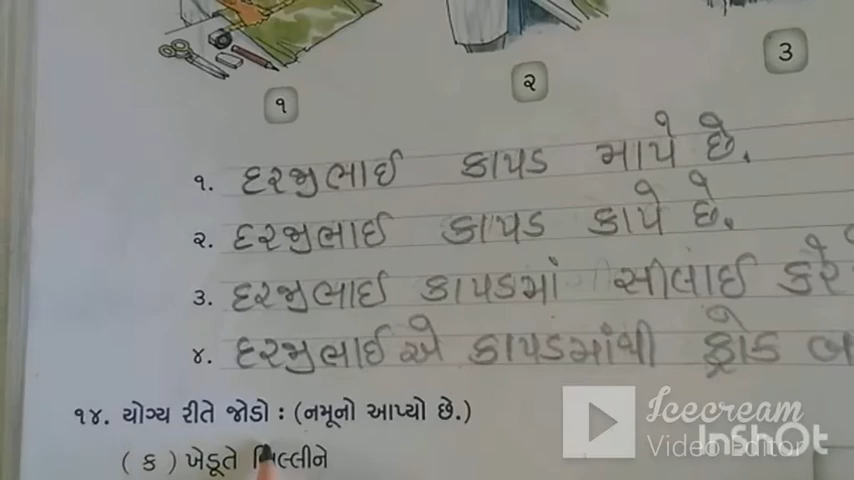 ૧ ૨ ૩
૧. દરજીભાઈ કાપડ માપે છે.
૨. દરજીભાઈ કાપડ કાપે છે.
૩. દરજીભાઈ કાપડમાં સીલાઈ કરે
૪. દરજીભાઈ એ કાપડમાંથી ફ્રોક
૧૪. યોગ્ય રીતે જોડો : (નમૂનો આપ્યો છે.)
( ક ) ખેડૂતે
Icecream
Video Editor
InShOt